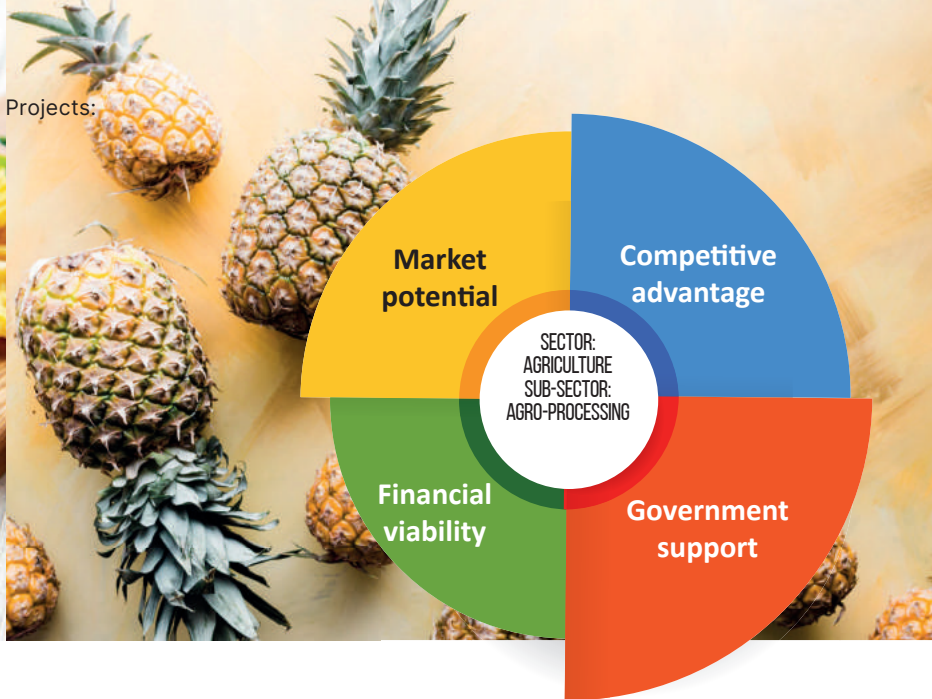 Projects:
Market
potential
Competitive
advantage
SECTOR:
AGRICULTURE
SUB-SECTOR:
AGRO-PROCESSING
Financial
viability
Government
support